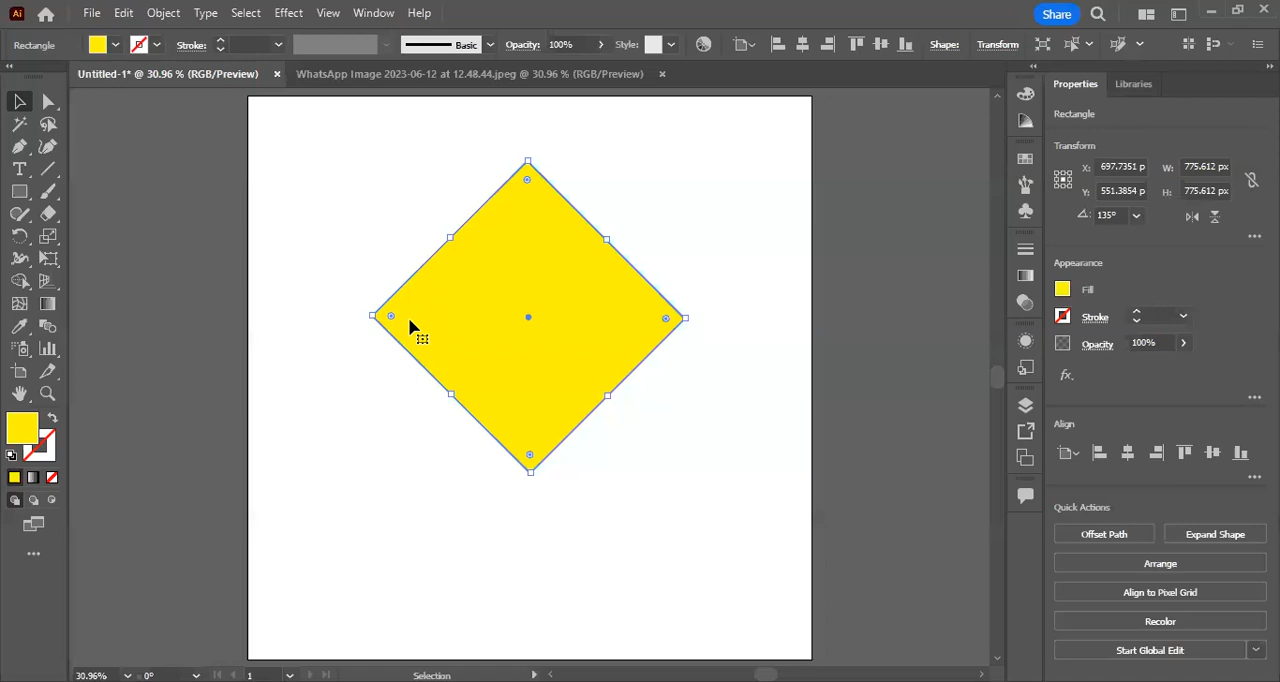 Ai File Edit Object Type Select Effect View Window Help Share
Rectangle Stroke: Basic Opacity: 100% Style: Shape: Transform
Untitled-1* @ 30.96 % (RGB/Preview) × WhatsApp Image 2023-06-12 at 12.48.44.jpeg @ 30.96 % (RGB/Preview) ×
Properties Libraries
Rectangle
Transform
X: 697.7351 p W: 775.612 px
Y: 551.3854 p H: 775.612 px
135°
Appearance
Fill
Stroke
Opacity 100%
fx.
Align
Quick Actions
Offset Path Expand Shape
Arrange
Align to Pixel Grid
Recolor
Start Global Edit
30.96% 0° 1 Selection